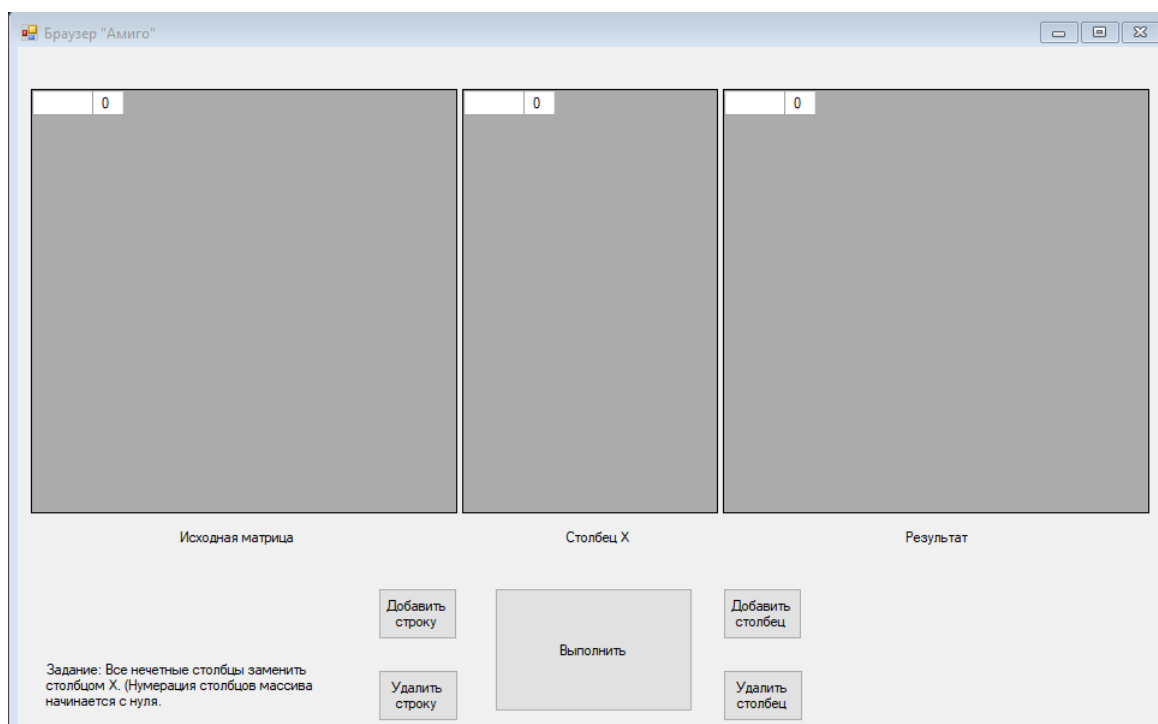 Браузер "Амиго"
0
0
0
Исходная матрица
Столбец X
Результат
Добавить
строку
Выполнить
Добавить
столбец
Задание: Все нечетные столбцы заменить
столбцом X. (Нумерация столбцов массива
начинается с нуля.
Удалить
строку
Удалить
столбец